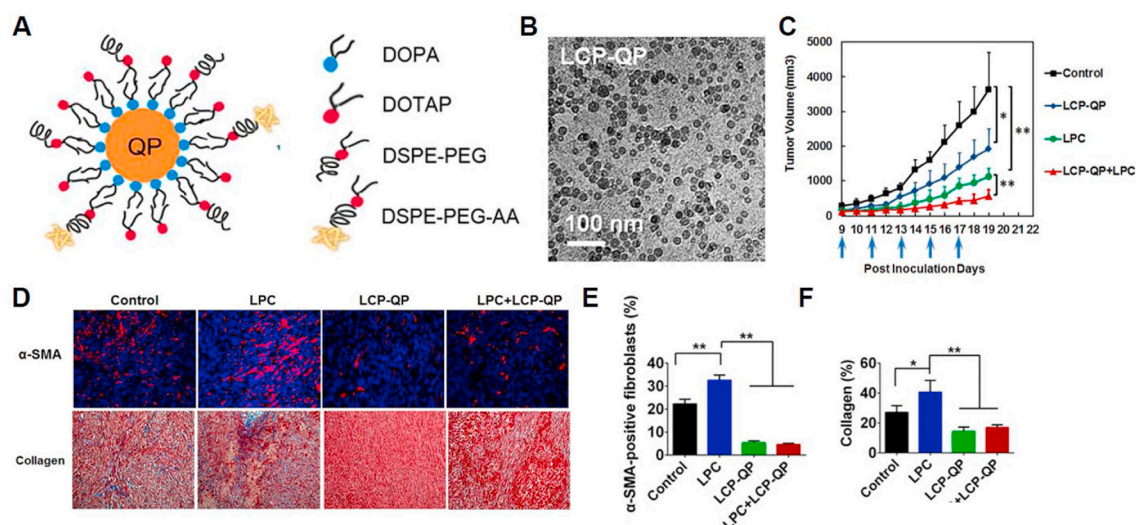 A
QP
DOPA
DOTAP
DSPE-PEG
DSPE-PEG-AA
B
LCP-QP
100 nm
C
Tumor Volume (mm3)
5000
4000
3000
2000
1000
0
9 10 11 12 13 14 15 16 17 18 19 20 21 22
Post Inoculation Days
Control
LCP-QP
LPC
LCP-QP+LPC
*
**
**
D
Control LPC LCP-QP LPC+LCP-QP
α-SMA
Collagen
E
α-SMA-positive fibroblasts (%)
40
30
20
10
0
** **
Control
LPC
LCP-QP
LPC+LCP-QP
F
Collagen (%)
60
40
20
0
* **
Control
LPC
LCP-QP
+LCP-QP